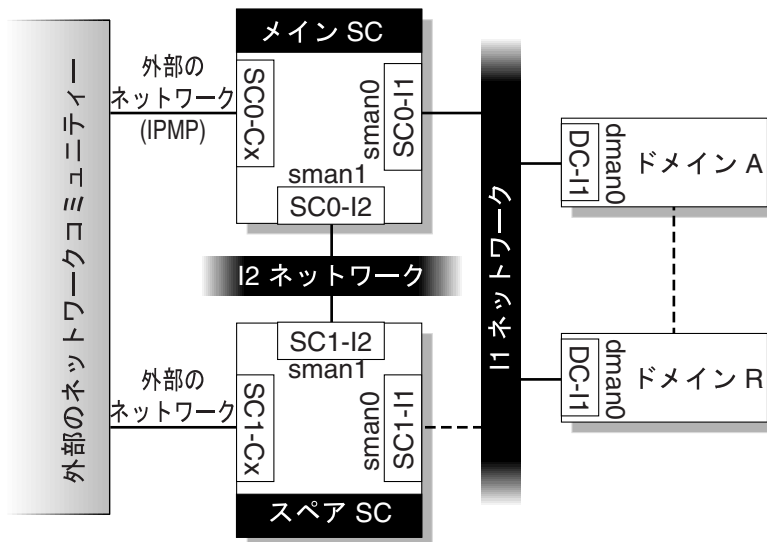 外部のネットワークコミュニティー
外部の
ネットワーク
(IPMP)
メイン SC
SC0-Cx
sman0
SC0-I1
sman1
SC0-I2
I2 ネットワーク
SC1-I2
sman1
外部の
ネットワーク
SC1-Cx
sman0
SC1-I1
スペア SC
I1 ネットワーク
DC-I1
dman0
ドメイン A
DC-I1
dman0
ドメイン R